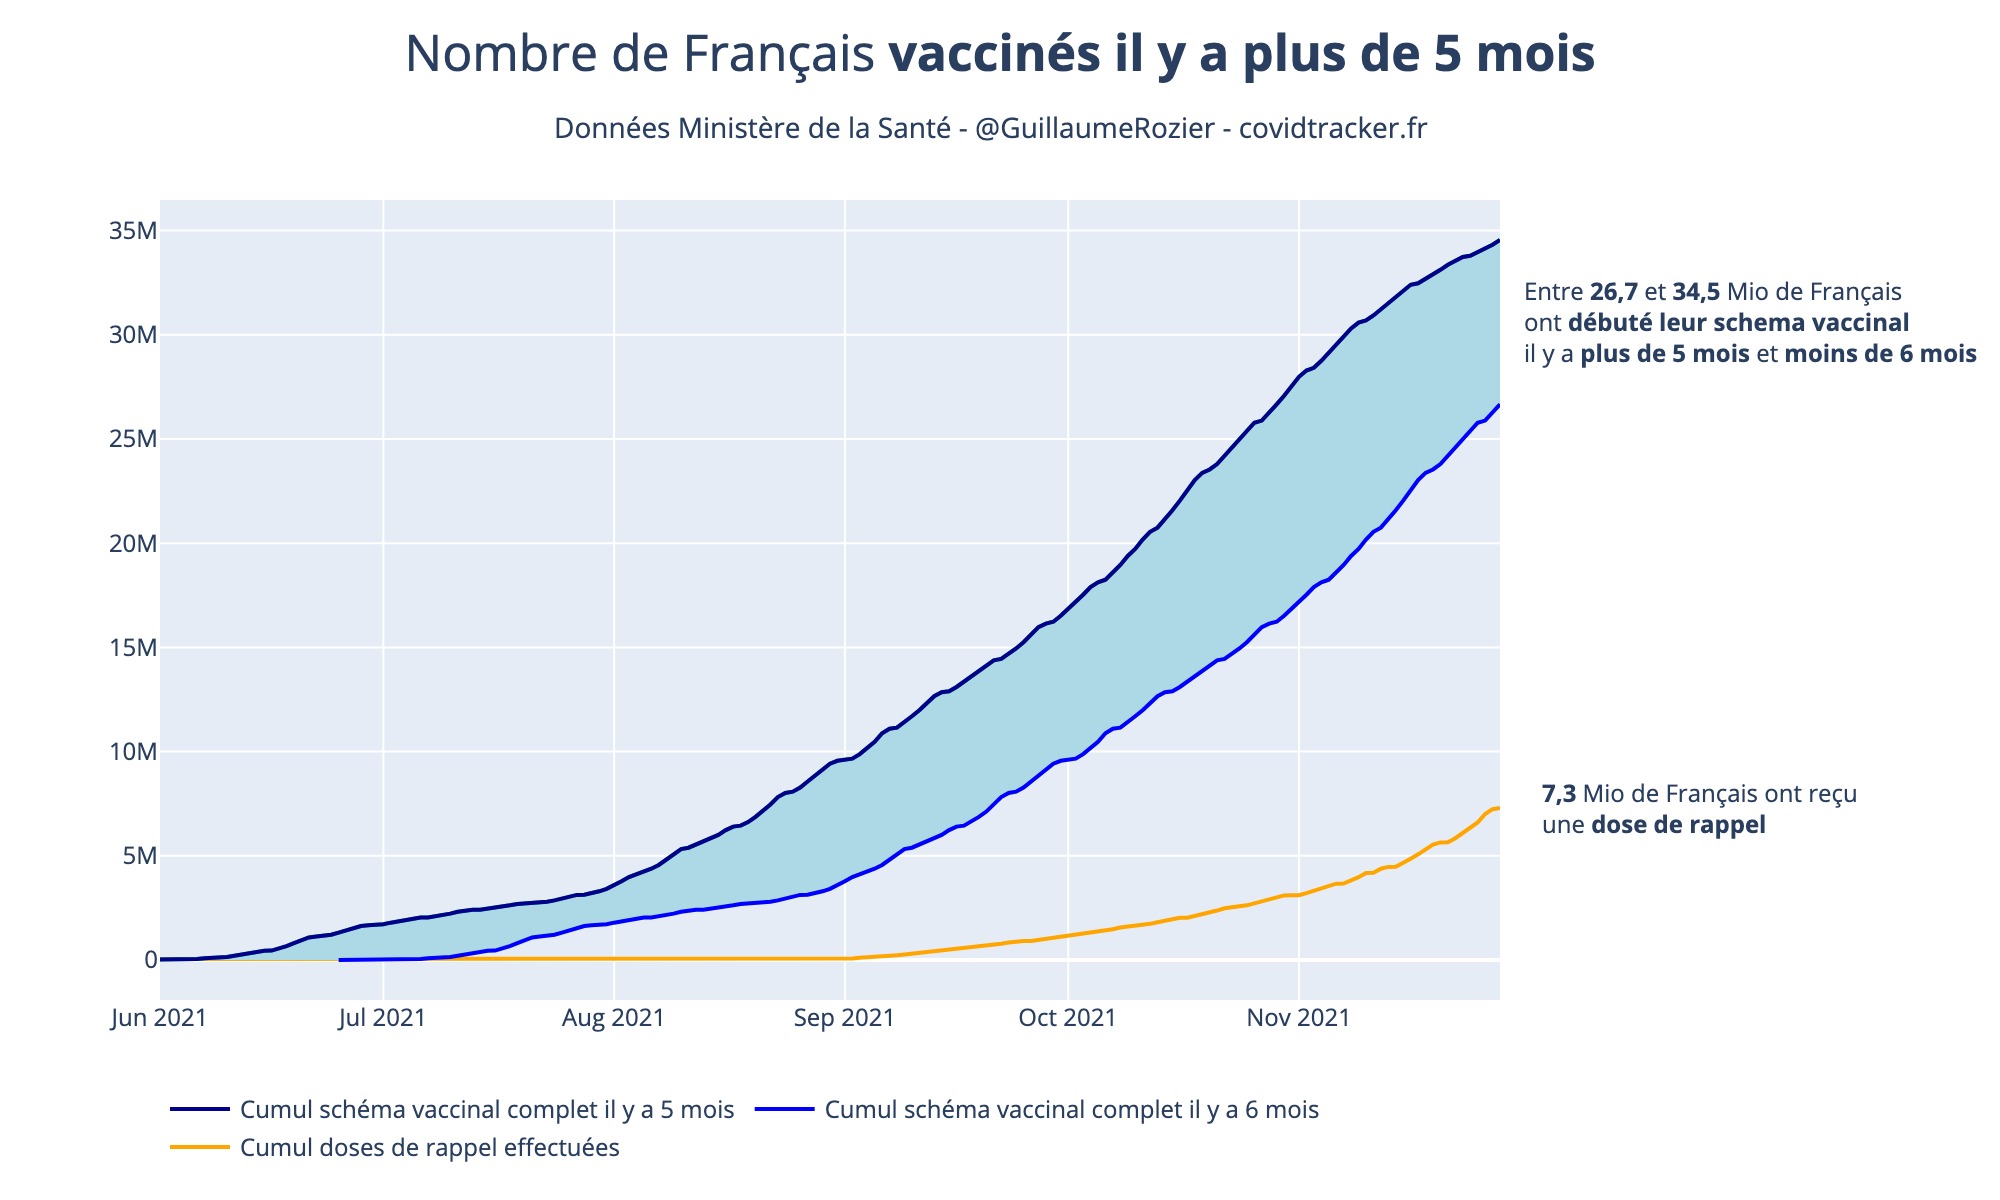 Nombre de Français vaccinés il y a plus de 5 mois
Données Ministère de la Santé - @GuillaumeRozier - covidtracker.fr
35M
30M
25M
20M
15M
10M
5M
0
Entre 26,7 et 34,5 Mio de Français
ont débuté leur schema vaccinal
il y a plus de 5 mois et moins de 6 mois
7,3 Mio de Français ont reçu
une dose de rappel
Jun 2021 Jul 2021 Aug 2021 Sep 2021 Oct 2021 Nov 2021
Cumul schéma vaccinal complet il y a 5 mois Cumul schéma vaccinal complet il y a 6 mois
Cumul doses de rappel effectuées